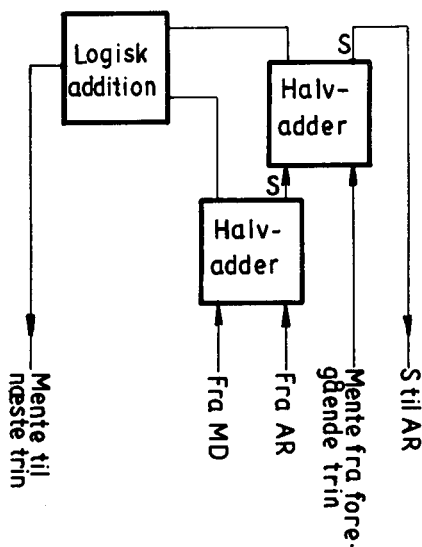 Logisk
addition
S
Halv-
adder
S
Halv-
adder
Mente til
næste trin
Fra MD
Fra AR
Mente fra fore-
gående trin
S til AR